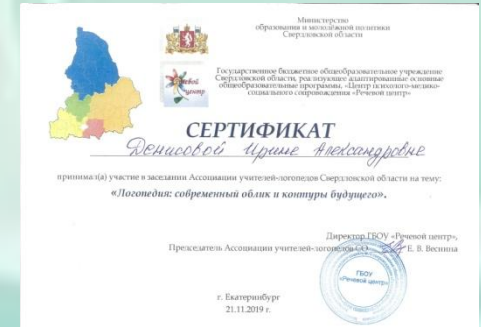 Министерство
образования и молодёжной политики
Свердловской области
Речевой
центр
Государственное бюджетное общеобразовательное учреждение
Свердловской области, реализующее адаптированные основные
общеобразовательные программы, «Центр психолого-медико-
социального сопровождения «Речевой центр»
СЕРТИФИКАТ
Денисовой Ирине Александровне
принимал(а) участие в заседании Ассоциации учителей-логопедов Свердловской области на тему:
«Логопедия: современный облик и контуры будущего».
Директор ГБОУ «Речевой центр»,
Председатель Ассоциации учителей-логопедов СО Е. В. Веснина
ГБОУ
«Речевой центр»
г. Екатеринбург
21.11.2019 г.